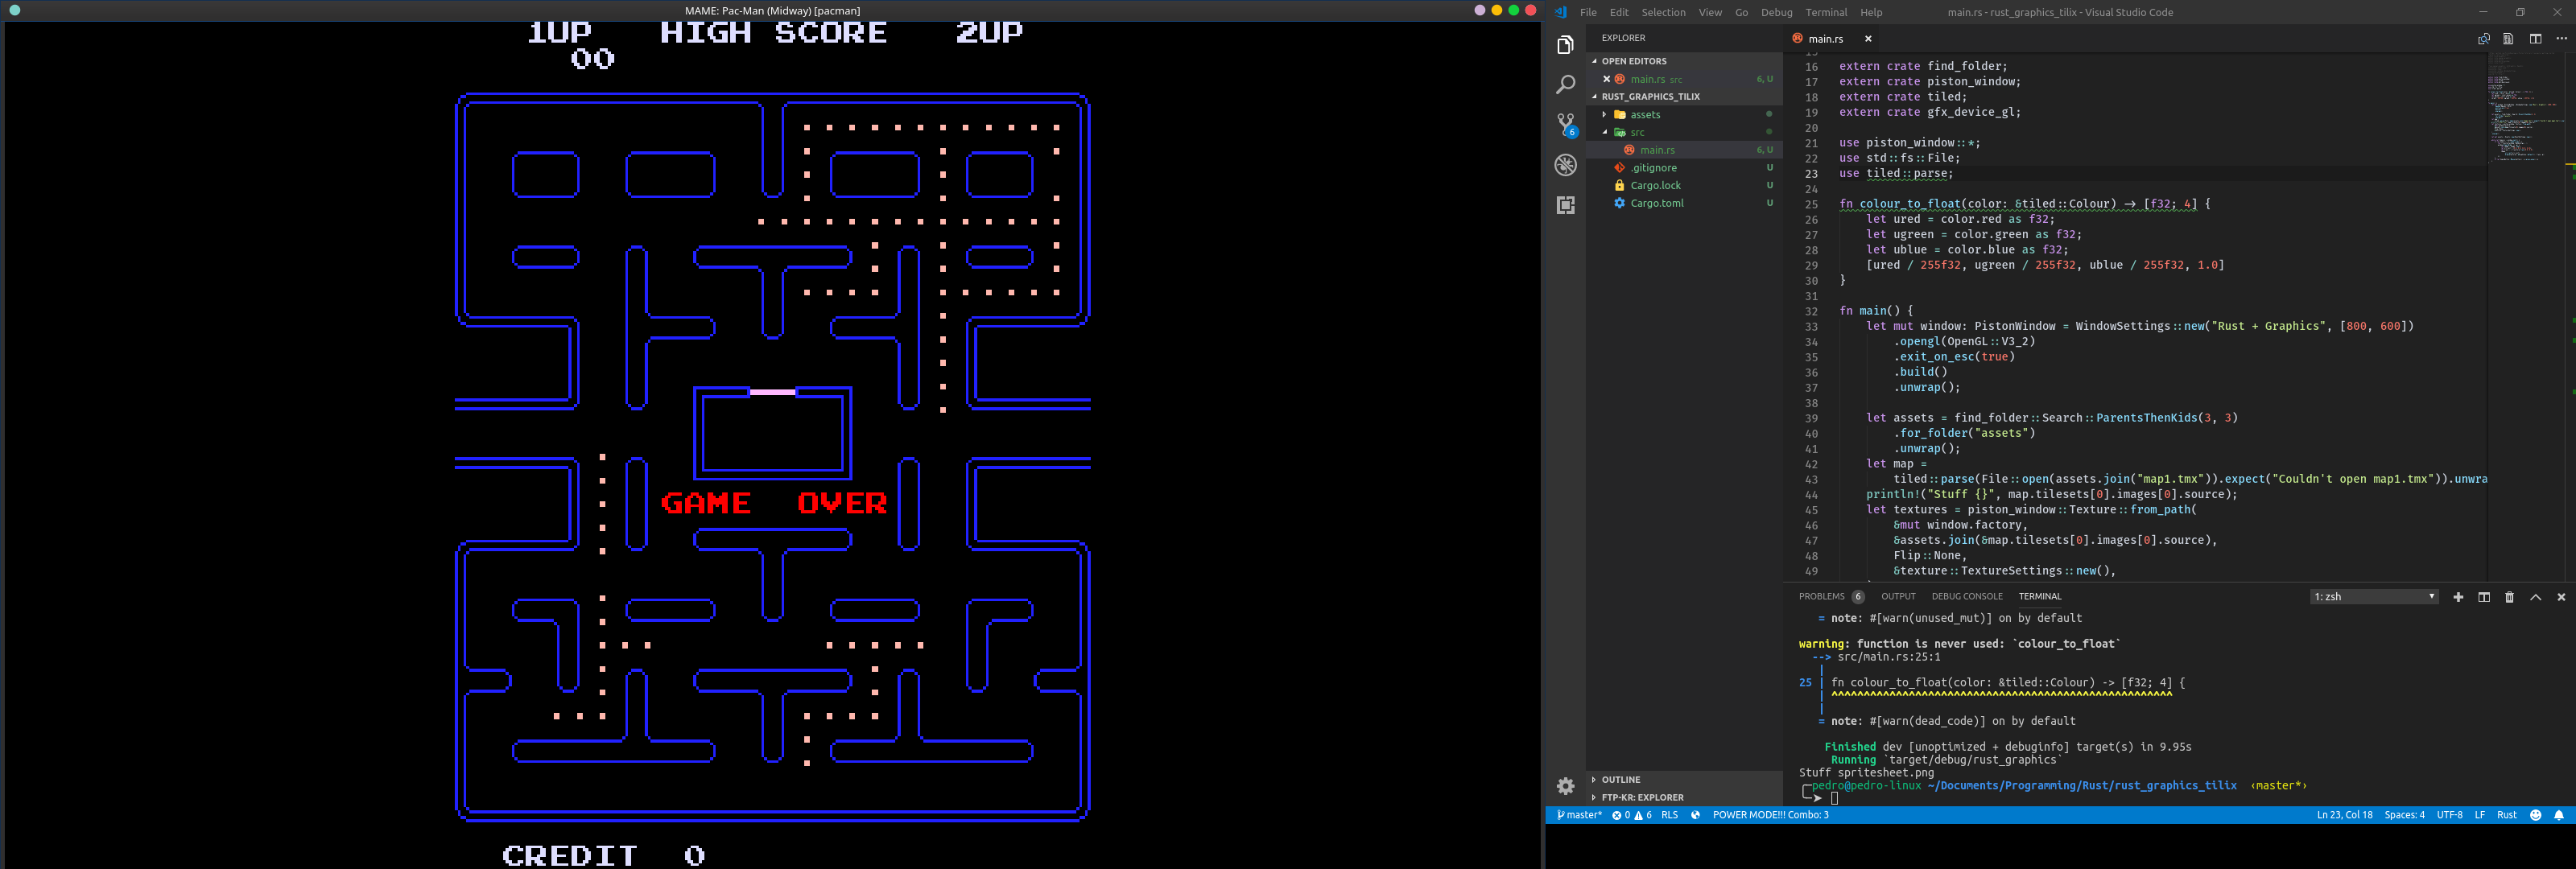 MAME: Pac-Man (Midway) [pacman]
1UP HIGH SCORE 2UP
00
GAME OVER
CREDIT 0
File Edit Selection View Go Debug Terminal Help
main.rs - rust_graphics_tilix - Visual Studio Code
EXPLORER
OPEN EDITORS
main.rs src 6, U
RUST_GRAPHICS_TILIX
assets
src
main.rs 6, U
.gitignore U
Cargo.lock U
Cargo.toml U
OUTLINE
FTP-KR: EXPLORER
6
main.rs
15
16 extern crate find_folder;
17 extern crate piston_window;
18 extern crate tiled;
19 extern crate gfx_device_gl;
20
21 use piston_window::*;
22 use std::fs::File;
23 use tiled::parse;
24
25 fn colour_to_float(color: &tiled::Colour) -> [f32; 4] {
26 let ured = color.red as f32;
27 let ugreen = color.green as f32;
28 let ublue = color.blue as f32;
29 [ured / 255f32, ugreen / 255f32, ublue / 255f32, 1.0]
30 }
31
32 fn main() {
33 let mut window: PistonWindow = WindowSettings::new("Rust + Graphics", [800, 600])
34 .opengl(OpenGL::V3_2)
35 .exit_on_esc(true)
36 .build()
37 .unwrap();
38
39 let assets = find_folder::Search::ParentsThenKids(3, 3)
40 .for_folder("assets")
41 .unwrap();
42 let map =
43 tiled::parse(File::open(assets.join("map1.tmx")).expect("Couldn't open map1.tmx")).unwra
44 println!("Stuff {}", map.tilesets[0].images[0].source);
45 let textures = piston_window::Texture::from_path(
46 &mut window.factory,
47 &assets.join(&map.tilesets[0].images[0].source),
48 Flip::None,
49 &texture::TextureSettings::new(),
PROBLEMS 6 OUTPUT DEBUG CONSOLE TERMINAL
1: zsh
= note: #[warn(unused_mut)] on by default
warning: function is never used: `colour_to_float`
--> src/main.rs:25:1
|
25 | fn colour_to_float(color: &tiled::Colour) -> [f32; 4] {
| ^^^^^^^^^^^^^^^^^^^^^^^^^^^^^^^^^^^^^^^^^^^^^^^^^^^^^
|
= note: #[warn(dead_code)] on by default
Finished dev [unoptimized + debuginfo] target(s) in 9.95s
Running `target/debug/rust_graphics`
Stuff spritesheet.png
pedro@pedro-linux ~/Documents/Programming/Rust/rust_graphics_tilix ‹master*›
master* 0 6 RLS POWER MODE!!! Combo: 3
Ln 23, Col 18 Spaces: 4 UTF-8 LF Rust